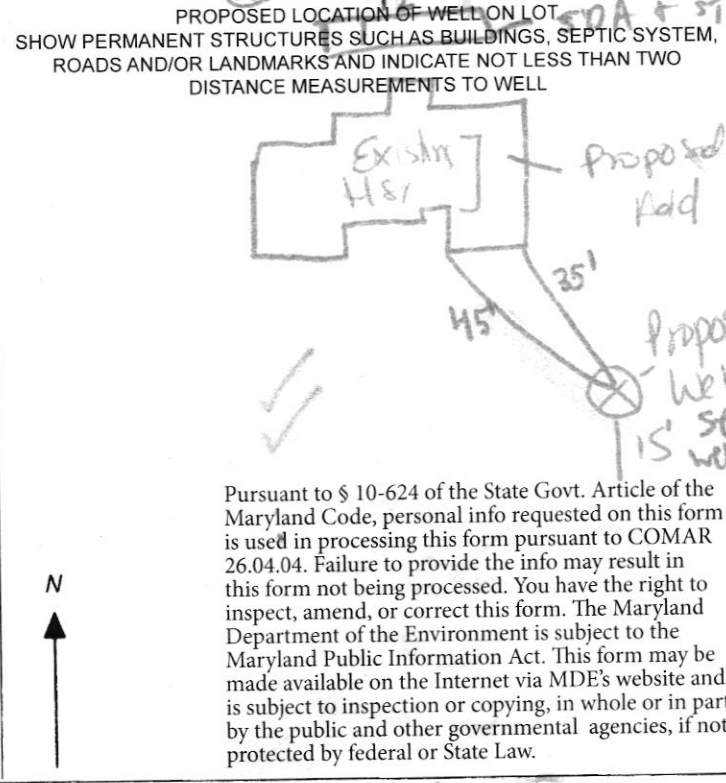 SDA + ST
PROPOSED LOCATION OF WELL ON LOT
SHOW PERMANENT STRUCTURES SUCH AS BUILDINGS, SEPTIC SYSTEM,
ROADS AND/OR LANDMARKS AND INDICATE NOT LESS THAN TWO
DISTANCE MEASUREMENTS TO WELL
Existin
Hs/
Proposed
Add
35'
45'
Propos
We
15'
Pursuant to § 10-624 of the State Govt. Article of the
Maryland Code, personal info requested on this form
is used in processing this form pursuant to COMAR
26.04.04. Failure to provide the info may result in
this form not being processed. You have the right to
inspect, amend, or correct this form. The Maryland
Department of the Environment is subject to the
Maryland Public Information Act. This form may be
made available on the Internet via MDE's website and
is subject to inspection or copying, in whole or in part
by the public and other governmental agencies, if not
protected by federal or State Law.
N